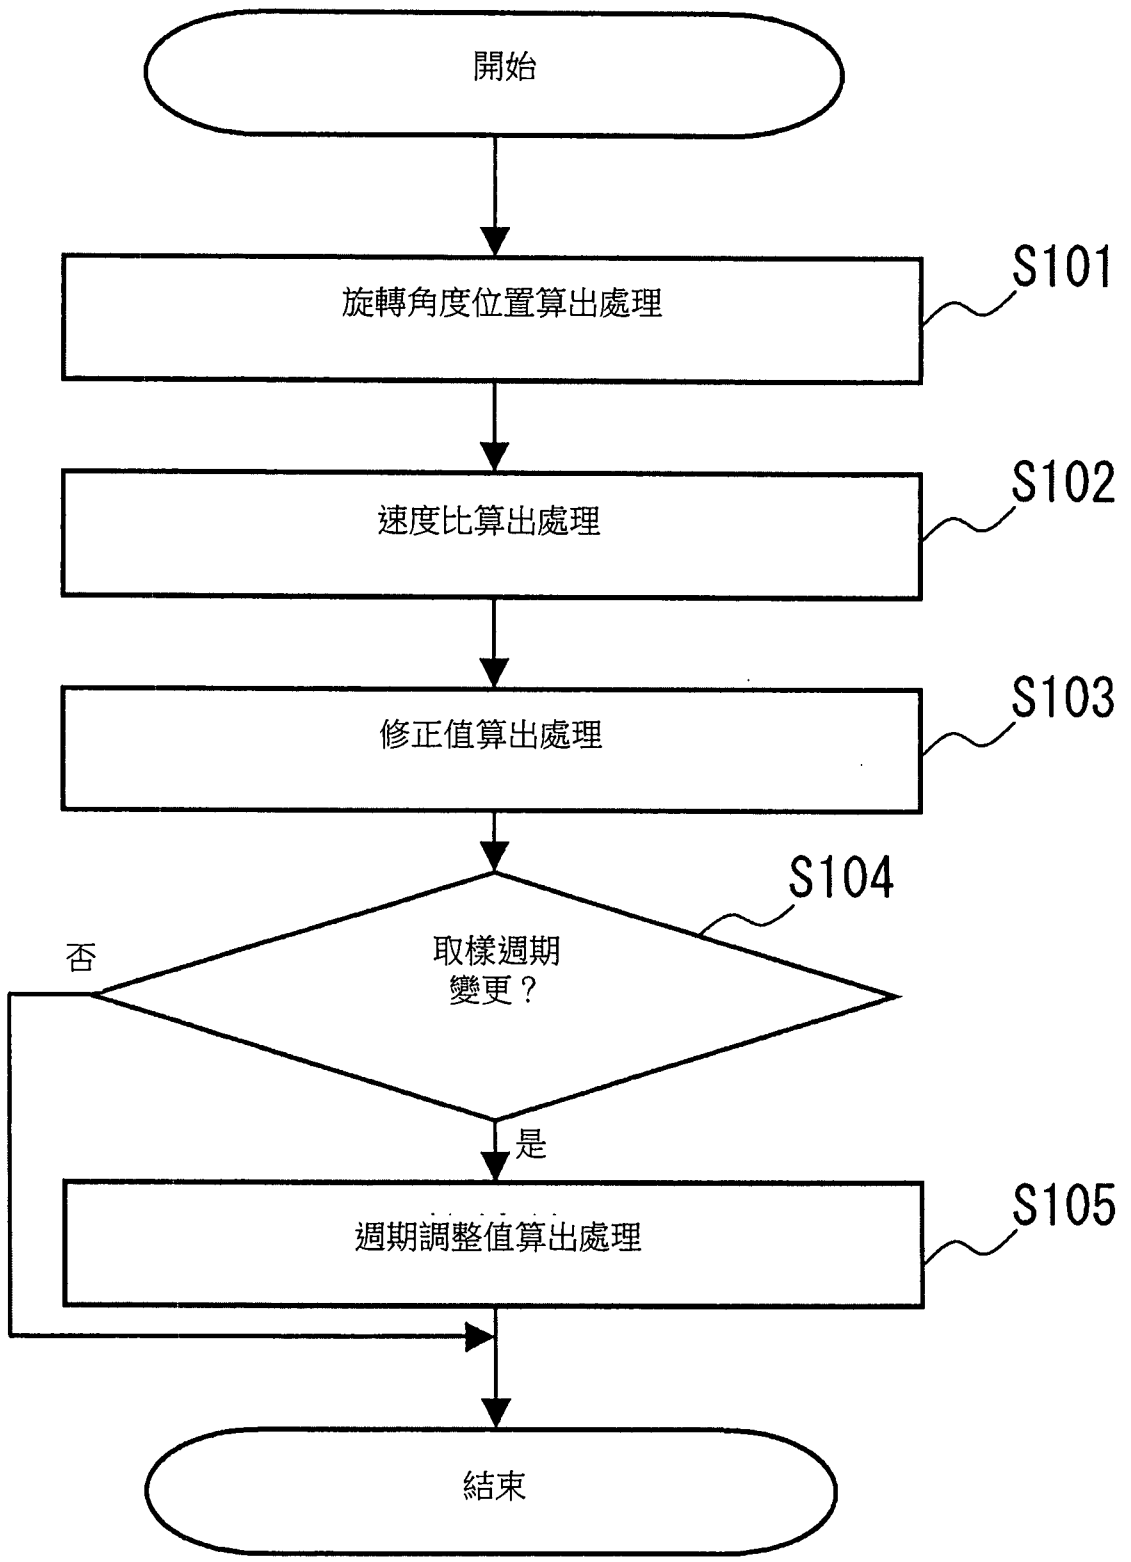 開始
旋轉角度位置算出處理
S101
速度比算出處理
S102
修正值算出處理
S103
S104
取樣週期
變更？
否
是
週期調整值算出處理
S105
結束